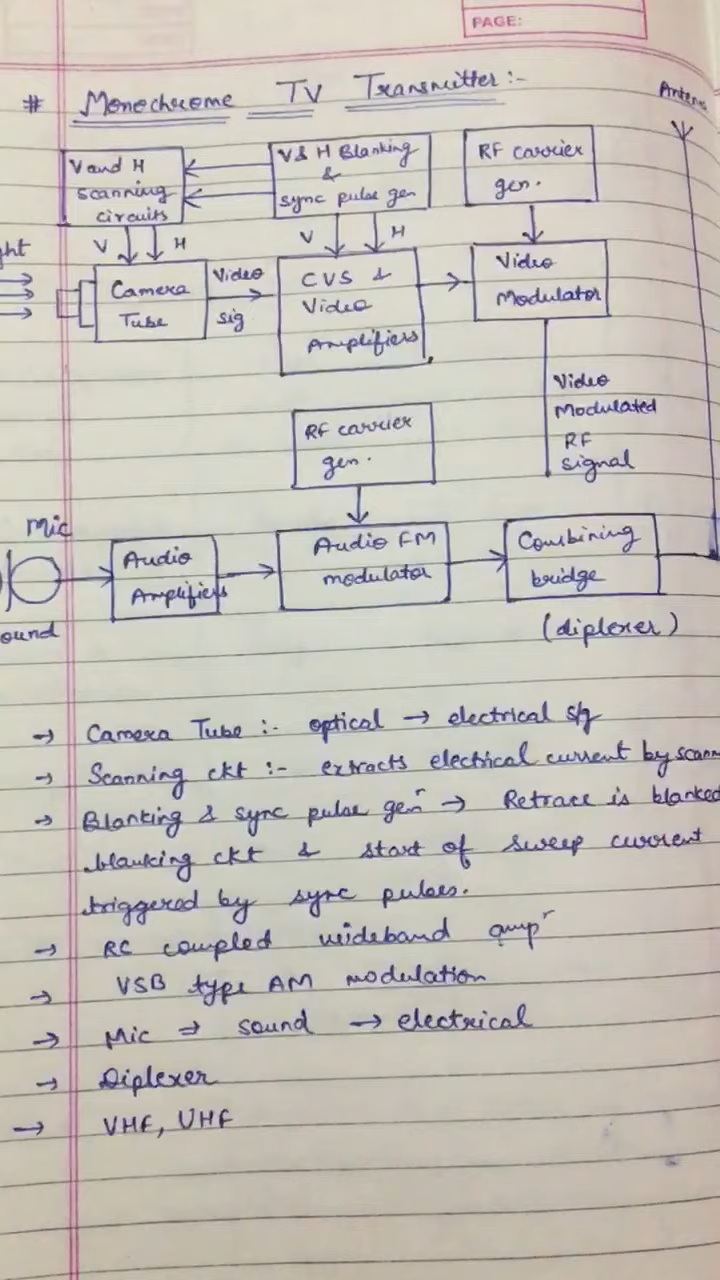 PAGE:
# Monochrome TV Transmitter:-
Antenn
V and H
scanning
circuits
V & H Blanking
&
sync pulse gen
RF carrier
gen.
V H
V H
ght
Camera
Tube
Video
sig
CVS &
Video
Amplifiers
Video
Modulator
Video
Modulated
RF
signal
RF carrier
gen.
Mic
ound
Audio
Amplifiers
Audio FM
modulator
Combining
bridge
(diplexer)
→ Camera Tube :- optical → electrical s/g
→ Scanning ckt :- extracts electrical current by scann
→ Blanking & sync pulse genr → Retrace is blanked
blanking ckt & start of sweep current
triggered by sync pulses.
→ RC coupled wideband ampr
→ VSB type AM modulation
→ Mic → sound → electrical
→ Diplexer
→ VHF, UHF